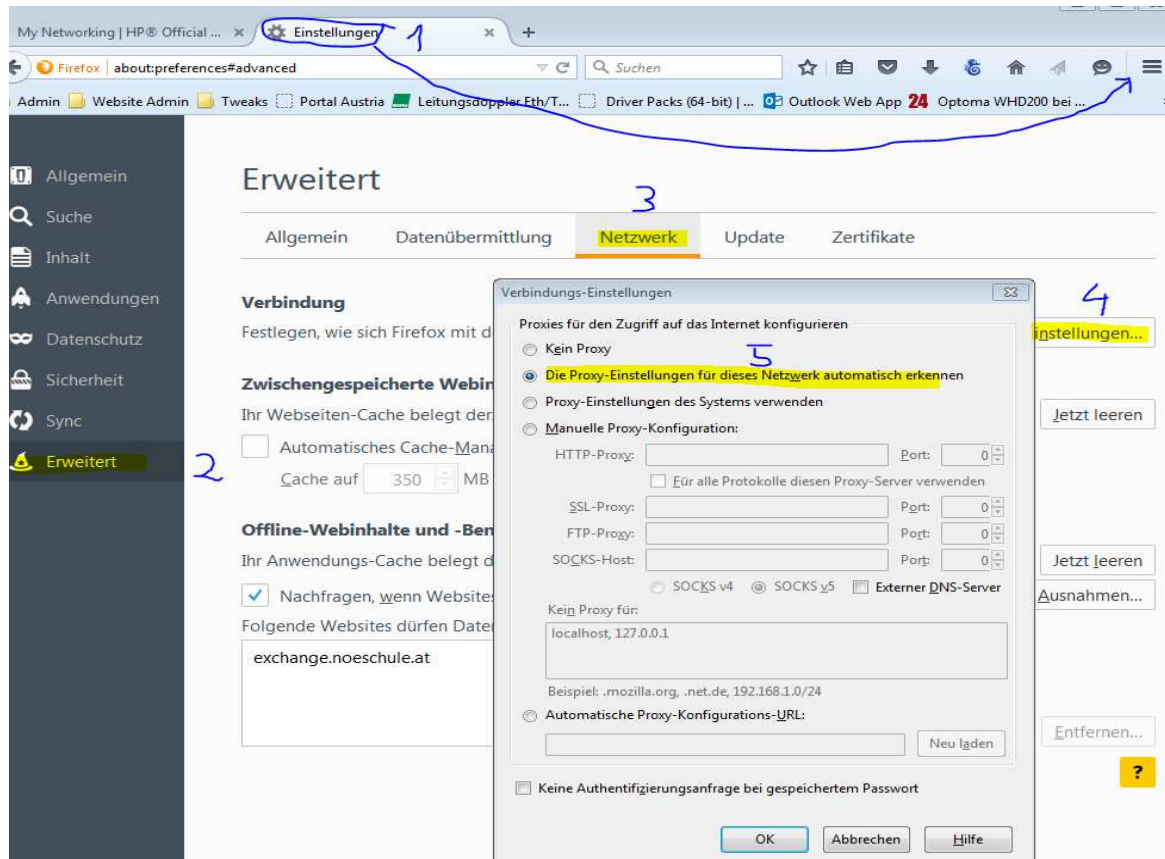 My Networking | HP® Official ...
Einstellungen
1
Firefox about:preferences#advanced
Suchen
Admin Website Admin Tweaks Portal Austria Leitungsdoppler Eth/T... Driver Packs (64-bit) | ... Outlook Web App 24 Optoma WHD200 bei ...
Allgemein
Suche
Inhalt
Anwendungen
Datenschutz
Sicherheit
Sync
Erweitert
2
Erweitert
3
Allgemein Datenübermittlung Netzwerk Update Zertifikate
Verbindung
Festlegen, wie sich Firefox mit d
4
instellungen...
Zwischengespeicherte Webin
Ihr Webseiten-Cache belegt der
Jetzt leeren
Automatisches Cache-Mana
Cache auf 350 MB
Offline-Webinhalte und -Ben
Ihr Anwendungs-Cache belegt d
Jetzt leeren
Nachfragen, wenn Websites
Ausnahmen...
Folgende Websites dürfen Daten
exchange.noeschule.at
Entfernen...
?
Verbindungs-Einstellungen
Proxies für den Zugriff auf das Internet konfigurieren
Kein Proxy
5
Die Proxy-Einstellungen für dieses Netzwerk automatisch erkennen
Proxy-Einstellungen des Systems verwenden
Manuelle Proxy-Konfiguration:
HTTP-Proxy: Port: 0
Für alle Protokolle diesen Proxy-Server verwenden
SSL-Proxy: Port: 0
FTP-Proxy: Port: 0
SOCKS-Host: Port: 0
SOCKS v4 SOCKS v5 Externer DNS-Server
Kein Proxy für:
localhost, 127.0.0.1
Beispiel: .mozilla.org, .net.de, 192.168.1.0/24
Automatische Proxy-Konfigurations-URL:
Neu laden
Keine Authentifizierungsanfrage bei gespeichertem Passwort
OK Abbrechen Hilfe